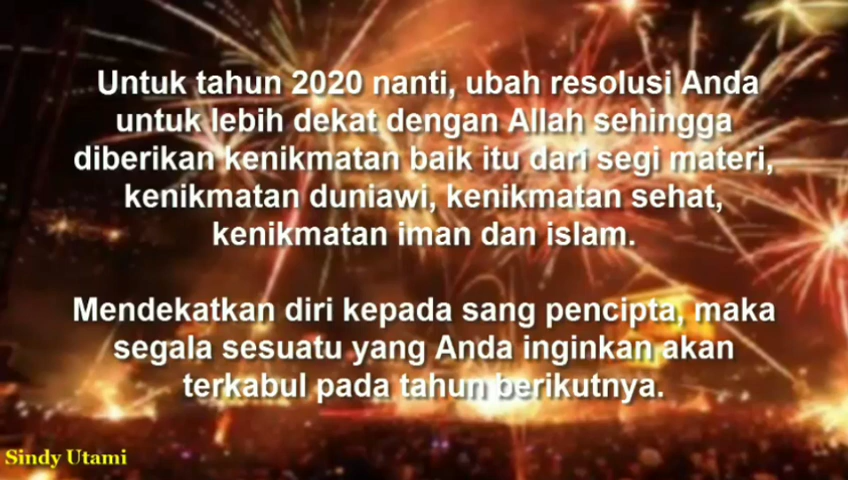 Untuk tahun 2020 nanti, ubah resolusi Anda
untuk lebih dekat dengan Allah sehingga
diberikan kenikmatan baik itu dari segi materi,
kenikmatan duniawi, kenikmatan sehat,
kenikmatan iman dan islam.
Mendekatkan diri kepada sang pencipta, maka
segala sesuatu yang Anda inginkan akan
terkabul pada tahun berikutnya.
Sindy Utami